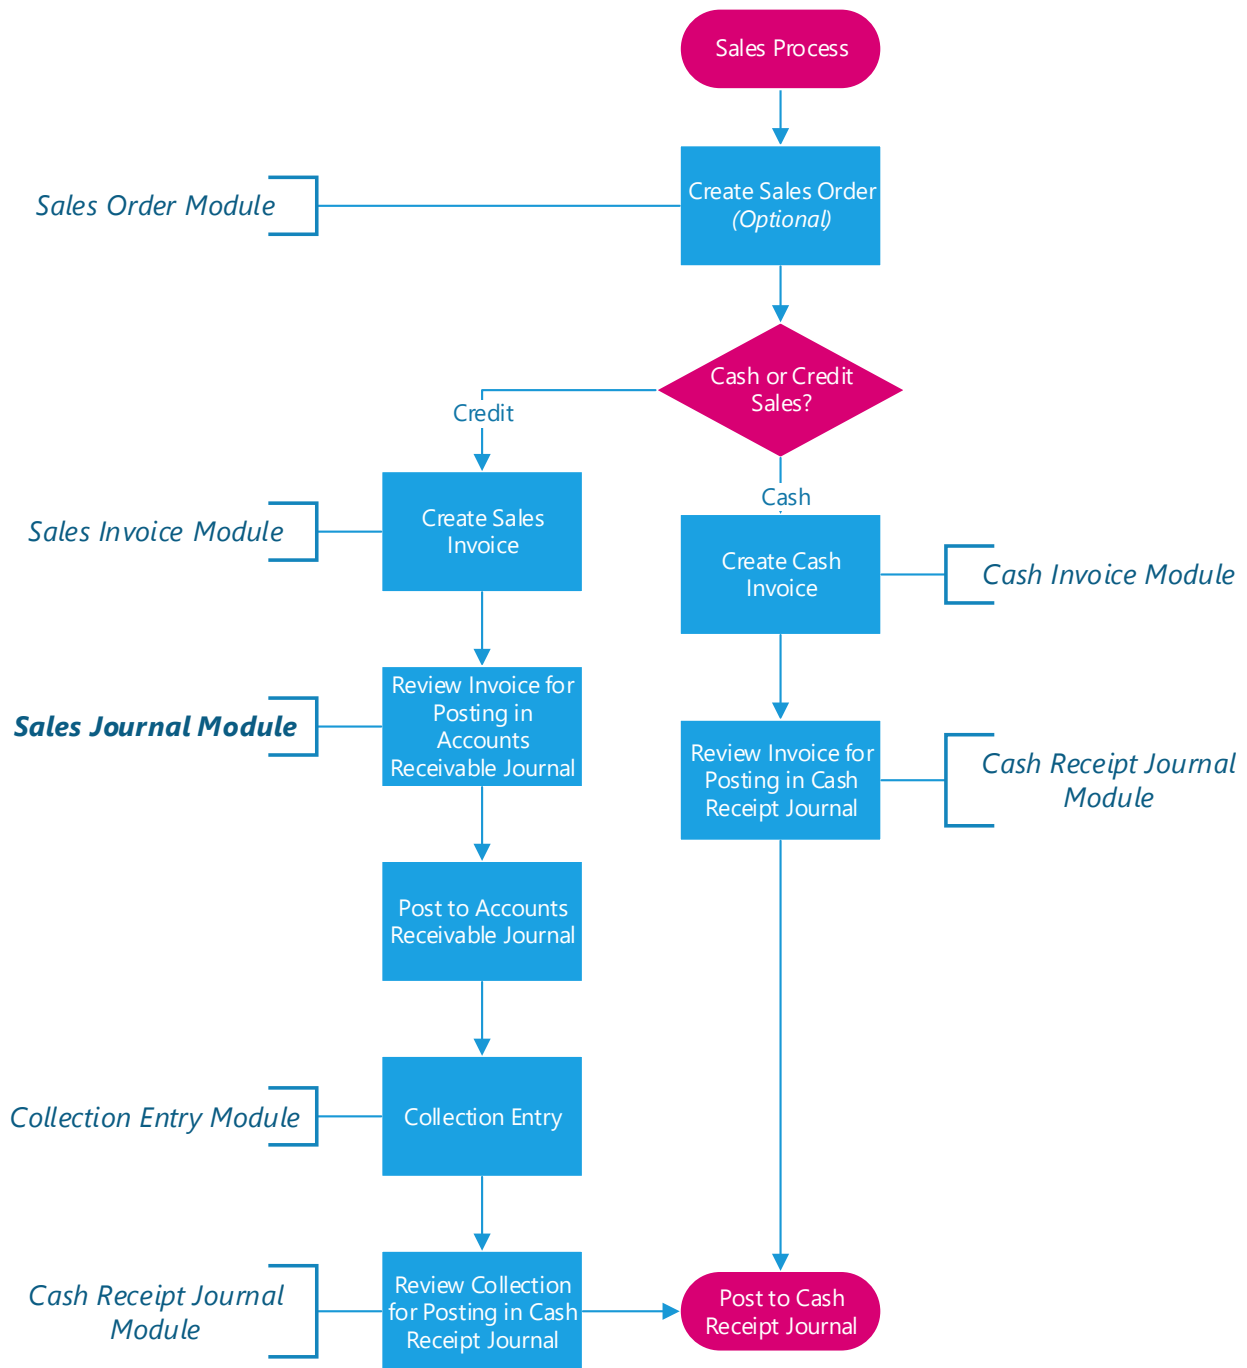 Sales Process
Sales Order Module
Create Sales Order
(Optional)
Cash or Credit
Sales?
Credit
Cash
Sales Invoice Module
Create Sales
Invoice
Create Cash
Invoice
Cash Invoice Module
Sales Journal Module
Review Invoice for
Posting in
Accounts
Receivable Journal
Review Invoice for
Posting in Cash
Receipt Journal
Cash Receipt Journal
Module
Post to Accounts
Receivable Journal
Collection Entry Module
Collection Entry
Cash Receipt Journal
Module
Review Collection
for Posting in Cash
Receipt Journal
Post to Cash
Receipt Journal